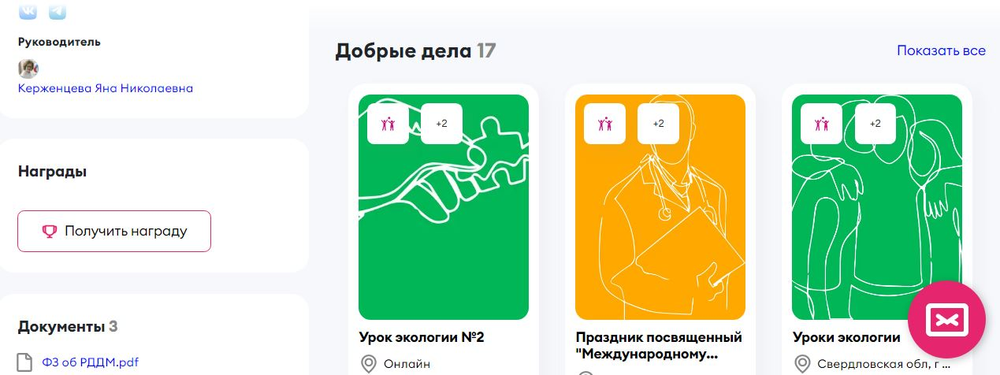 Руководитель
Керженцева Яна Николаевна
Награды
Получить награду
Документы 3
ФЗ об РДДМ.pdf
Добрые дела 17
Показать все
+2
Урок экологии №2
Онлайн
+2
Праздник посвященный
"Международному...
+2
Уроки экологии
Свердловская обл, г ...